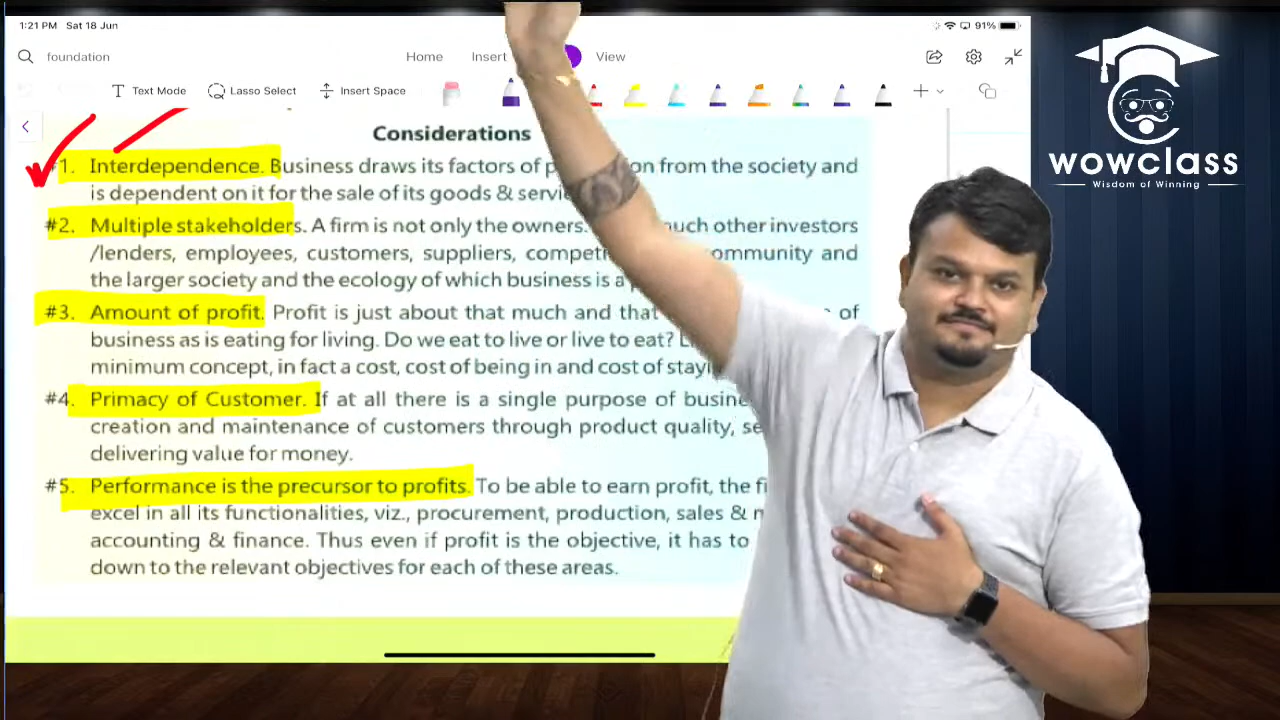 1:21 PM Sat 18 Jun
91%
foundation
Home Insert View
Text Mode Lasso Select Insert Space
Considerations
#1. Interdependence. Business draws its factors of from the society and
is dependent on it for the sale of its goods &
#2. Multiple stakeholders. A firm is not only the owners. other investors
/lenders, employees, customers, suppliers, and
the larger society and the ecology of which business is a
#3. Amount of profit. Profit is just about that much and that of
business as is eating for living. Do we eat to live or live to eat?
minimum concept, in fact a cost, cost of being in and cost of
#4. Primacy of Customer. If at all there is a single purpose of
creation and maintenance of customers through product quality,
delivering value for money.
#5. Performance is the precursor to profits. To be able to earn profit, the
excel in all its functionalities, viz., procurement, production, sales &
accounting & finance. Thus even if profit is the objective, it has to
down to the relevant objectives for each of these areas.
wowclass
Wisdom of Winning